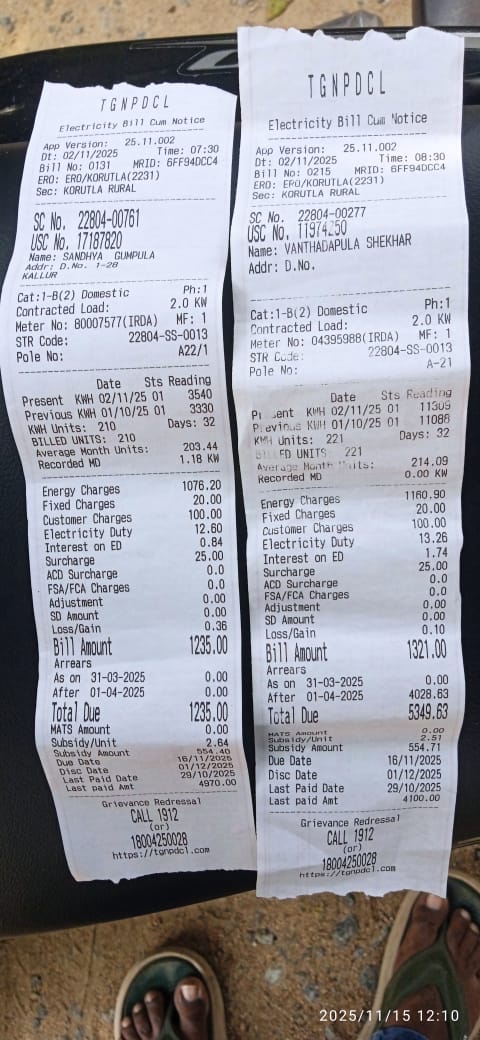 TGNPDCL
Electricity Bill Cum Notice
App Version: 25.11.002
Dt: 02/11/2025 Time: 07:30
Bill No: 0131 MRID: 6FF94DCC4
ERO: ERO/KORUTLA(2231)
Sec: KORUTLA RURAL
SC No. 22804-00761
USC No. 17187820
Name: SANDHYA GUMPULA
Addr: D.No. 1-28
KALLUR
Cat:1-B(2) Domestic Ph:1
Contracted Load: 2.0 KW
Meter No: 80007577(IRDA) MF: 1
STR Code: 22804-SS-0013
Pole No: A22/1
Date Sts Reading
Present KWH 02/11/25 01 3540
Previous KWH 01/10/25 01 3330
KWH Units: 210 Days: 32
BILLED UNITS: 210
Average Month Units: 203.44
Recorded MD 1.18 KW
Energy Charges 1076.20
Fixed Charges 20.00
Customer Charges 100.00
Electricity Duty 12.60
Interest on ED 0.84
Surcharge 25.00
ACD Surcharge 0.0
FSA/FCA Charges 0.0
Adjustment 0.00
SD Amount 0.00
Loss/Gain 0.36
Bill Amount 1235.00
Arrears
As on 31-03-2025 0.00
After 01-04-2025 0.00
Total Due 1235.00
MATS Amount 0.00
Subsidy/Unit 2.64
Subsidy Amount 554.40
Due Date 16/11/2025
Disc Date 01/12/2025
Last Paid Date 29/10/2025
Last paid Amt 4970.00
Grievance Redressal
CALL 1912
(or)
18004250028
https://tgnpdcl.com
TGNPDCL
Electricity Bill Cum Notice
App Version: 25.11.002
Dt: 02/11/2025 Time: 08:30
Bill No: 0215 MRID: 6FF94DCC4
ERO: ERO/KORUTLA(2231)
Sec: KORUTLA RURAL
SC No. 22804-00277
USC No. 11974250
Name: VANTHADAPULA SHEKHAR
Addr: D.No.
Cat:1-B(2) Domestic Ph:1
Contracted Load: 2.0 KW
Meter No: 04395988(IRDA) MF: 1
STR Code: 22804-SS-0013
Pole No: A-21
Date Sts Reading
Present KWH 02/11/25 01 11309
Previous KWH 01/10/25 01 11086
KWH Units: 221 Days: 32
BILLED UNITS: 221
Average Month Units: 214.09
Recorded MD 0.00 KW
Energy Charges 1160.90
Fixed Charges 20.00
Customer Charges 100.00
Electricity Duty 13.26
Interest on ED 1.74
Surcharge 25.00
ACD Surcharge 0.0
FSA/FCA Charges 0.0
Adjustment 0.00
SD Amount 0.00
Loss/Gain 0.10
Bill Amount 1321.00
Arrears
As on 31-03-2025 0.00
After 01-04-2025 4028.63
Total Due 5349.63
MATS Amount 0.00
Subsidy/Unit 2.51
Subsidy Amount 554.71
Due Date 16/11/2025
Disc Date 01/12/2025
Last Paid Date 29/10/2025
Last paid Amt 4100.00
Grievance Redressal
CALL 1912
(or)
18004250028
https://tgnpdcl.com
2025/11/15 12:10